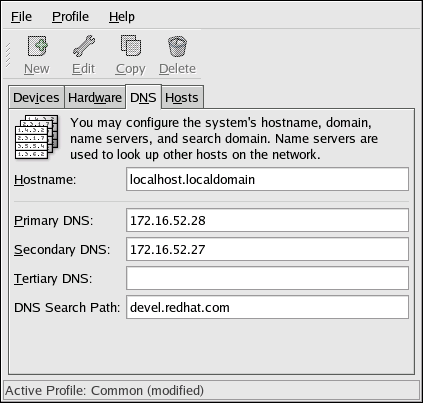 File Profile Help
New Edit Copy Delete
Devices Hardware DNS Hosts
You may configure the system's hostname, domain,
name servers, and search domain. Name servers are
used to look up other hosts on the network.
Hostname: localhost.localdomain
Primary DNS: 172.16.52.28
Secondary DNS: 172.16.52.27
Tertiary DNS:
DNS Search Path: devel.redhat.com
Active Profile: Common (modified)